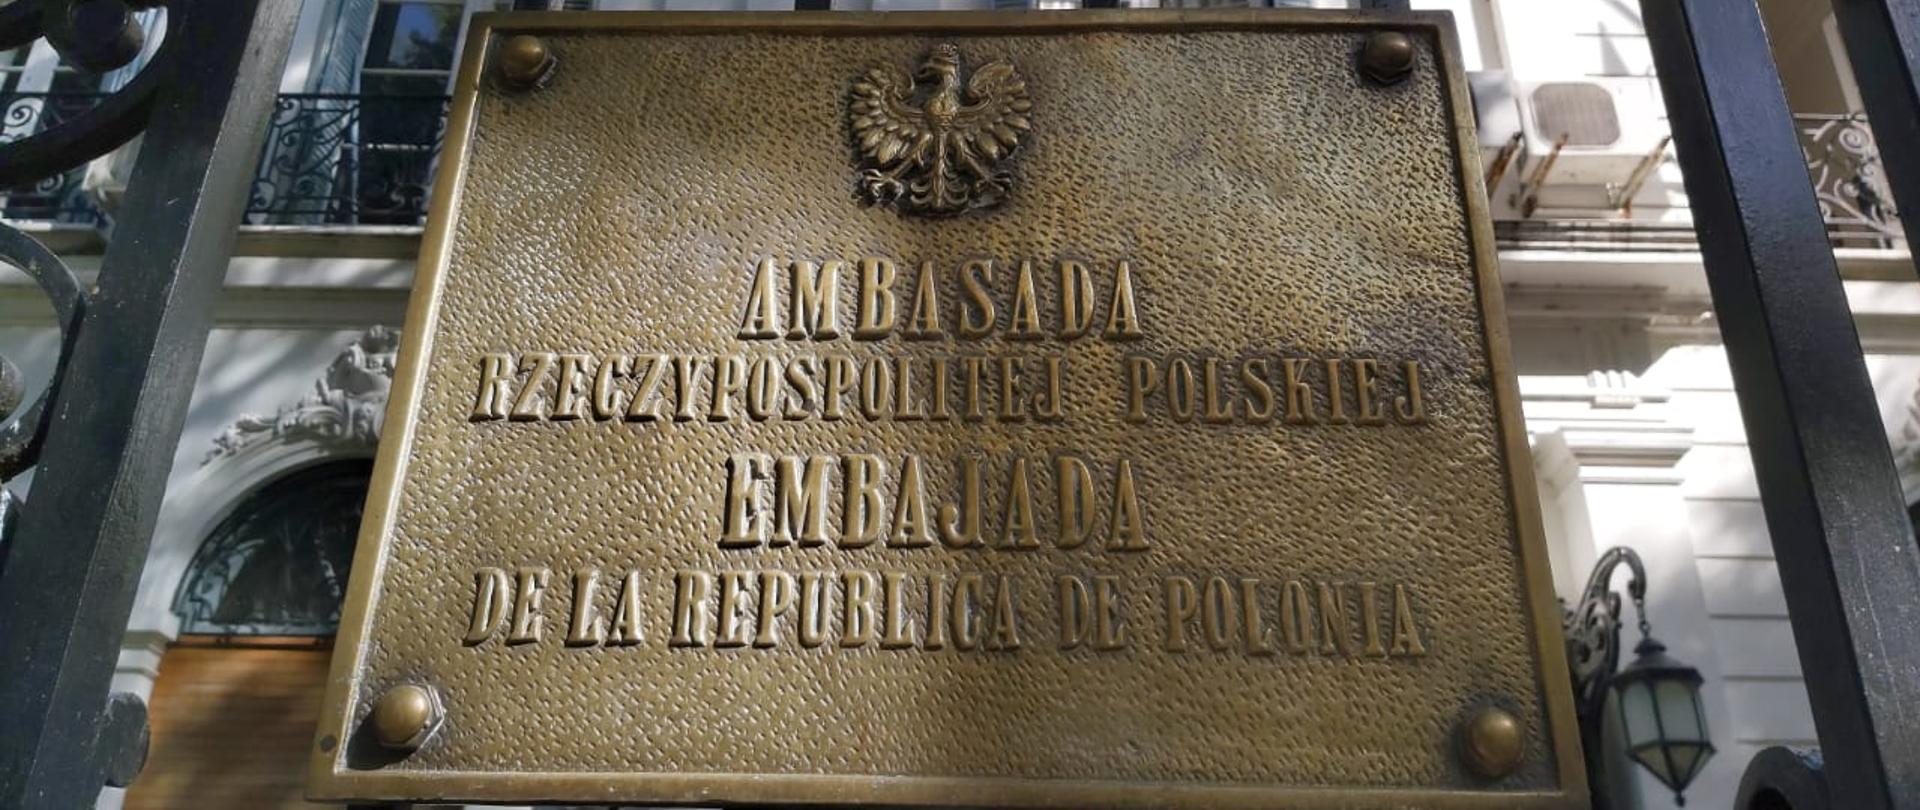 AMBASADA
RZECZYPOSPOLITEJ POLSKIEJ
EMBAJADA
DE LA REPUBLICA DE POLONIA